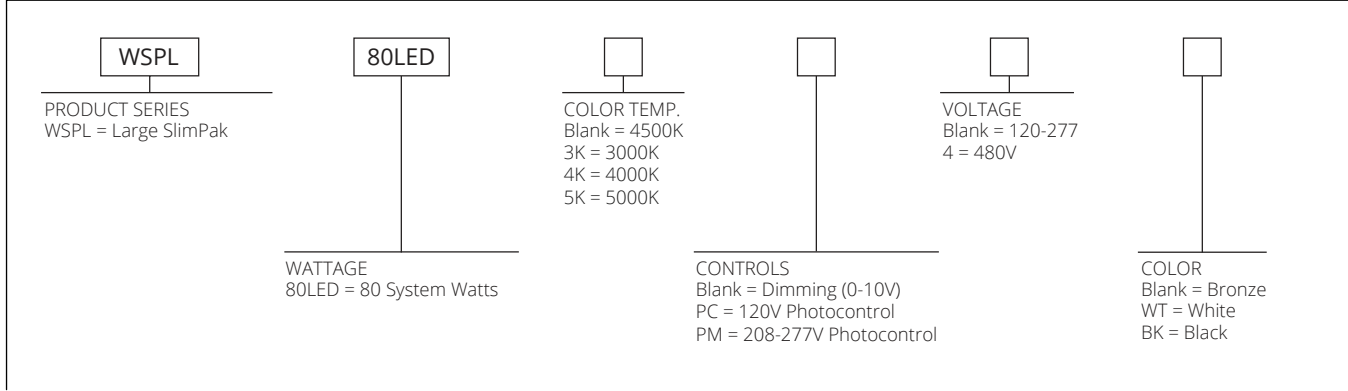 WSPL
80LED
PRODUCT SERIES
WSPL = Large SlimPak
WATTAGE
80LED = 80 System Watts
COLOR TEMP.
Blank = 4500K
3K = 3000K
4K = 4000K
5K = 5000K
CONTROLS
Blank = Dimming (0-10V)
PC = 120V Photocontrol
PM = 208-277V Photocontrol
VOLTAGE
Blank = 120-277
4 = 480V
COLOR
Blank = Bronze
WT = White
BK = Black